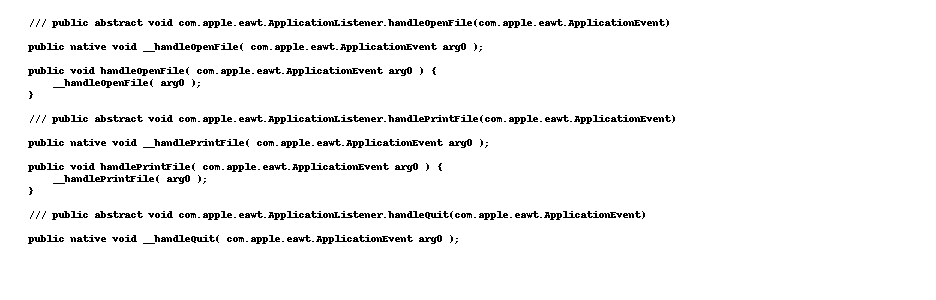 /// public abstract void com.apple.eawt.ApplicationListener.handleOpenFile(com.apple.eawt.ApplicationEvent)
public native void __handleOpenFile( com.apple.eawt.ApplicationEvent arg0 );
public void handleOpenFile( com.apple.eawt.ApplicationEvent arg0 ) {
__handleOpenFile( arg0 );
}
/// public abstract void com.apple.eawt.ApplicationListener.handlePrintFile(com.apple.eawt.ApplicationEvent)
public native void __handlePrintFile( com.apple.eawt.ApplicationEvent arg0 );
public void handlePrintFile( com.apple.eawt.ApplicationEvent arg0 ) {
__handlePrintFile( arg0 );
}
/// public abstract void com.apple.eawt.ApplicationListener.handleQuit(com.apple.eawt.ApplicationEvent)
public native void __handleQuit( com.apple.eawt.ApplicationEvent arg0 );